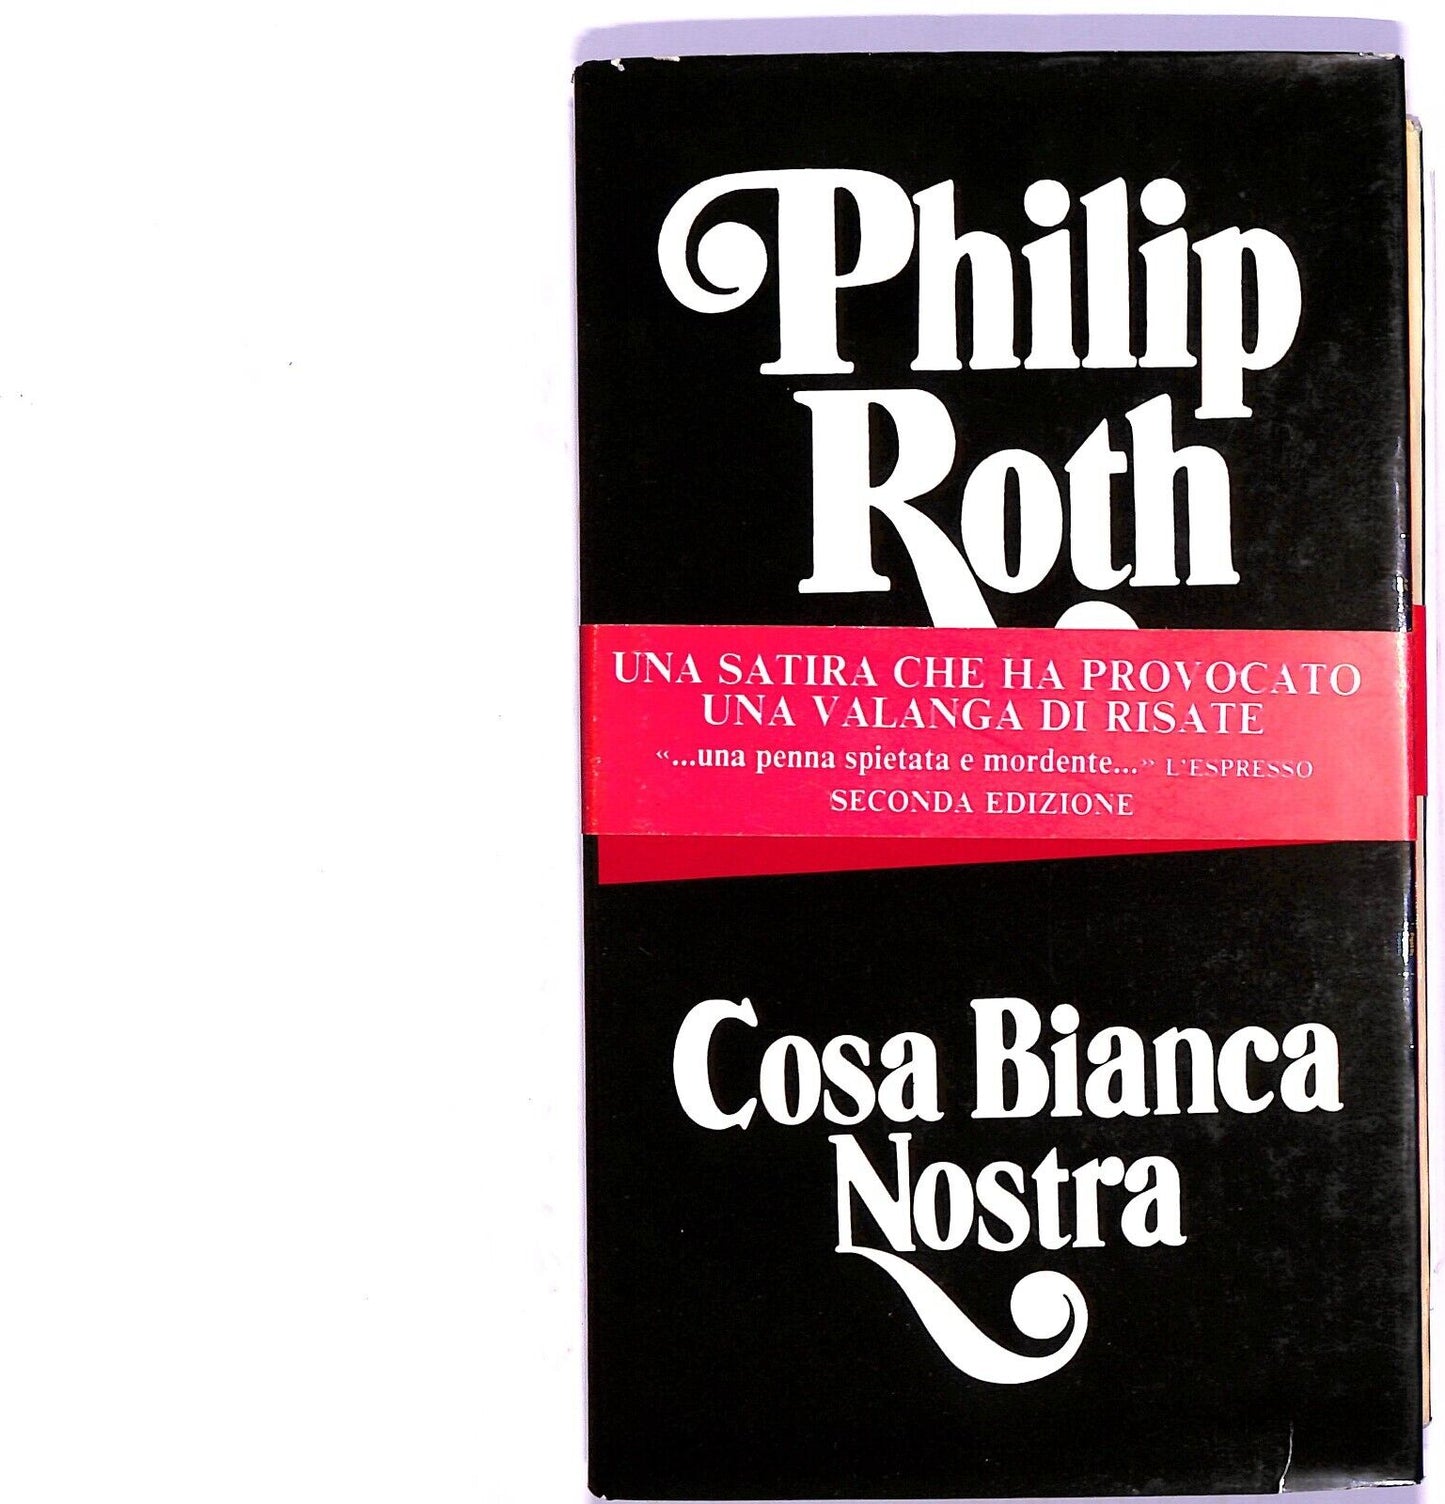 Philip
Roth
UNA SATIRA CHE HA PROVOCATO
UNA VALANGA DI RISATE
«...una penna spietata e mordente...» L'ESPRESSO
SECONDA EDIZIONE
Cosa Bianca
Nostra